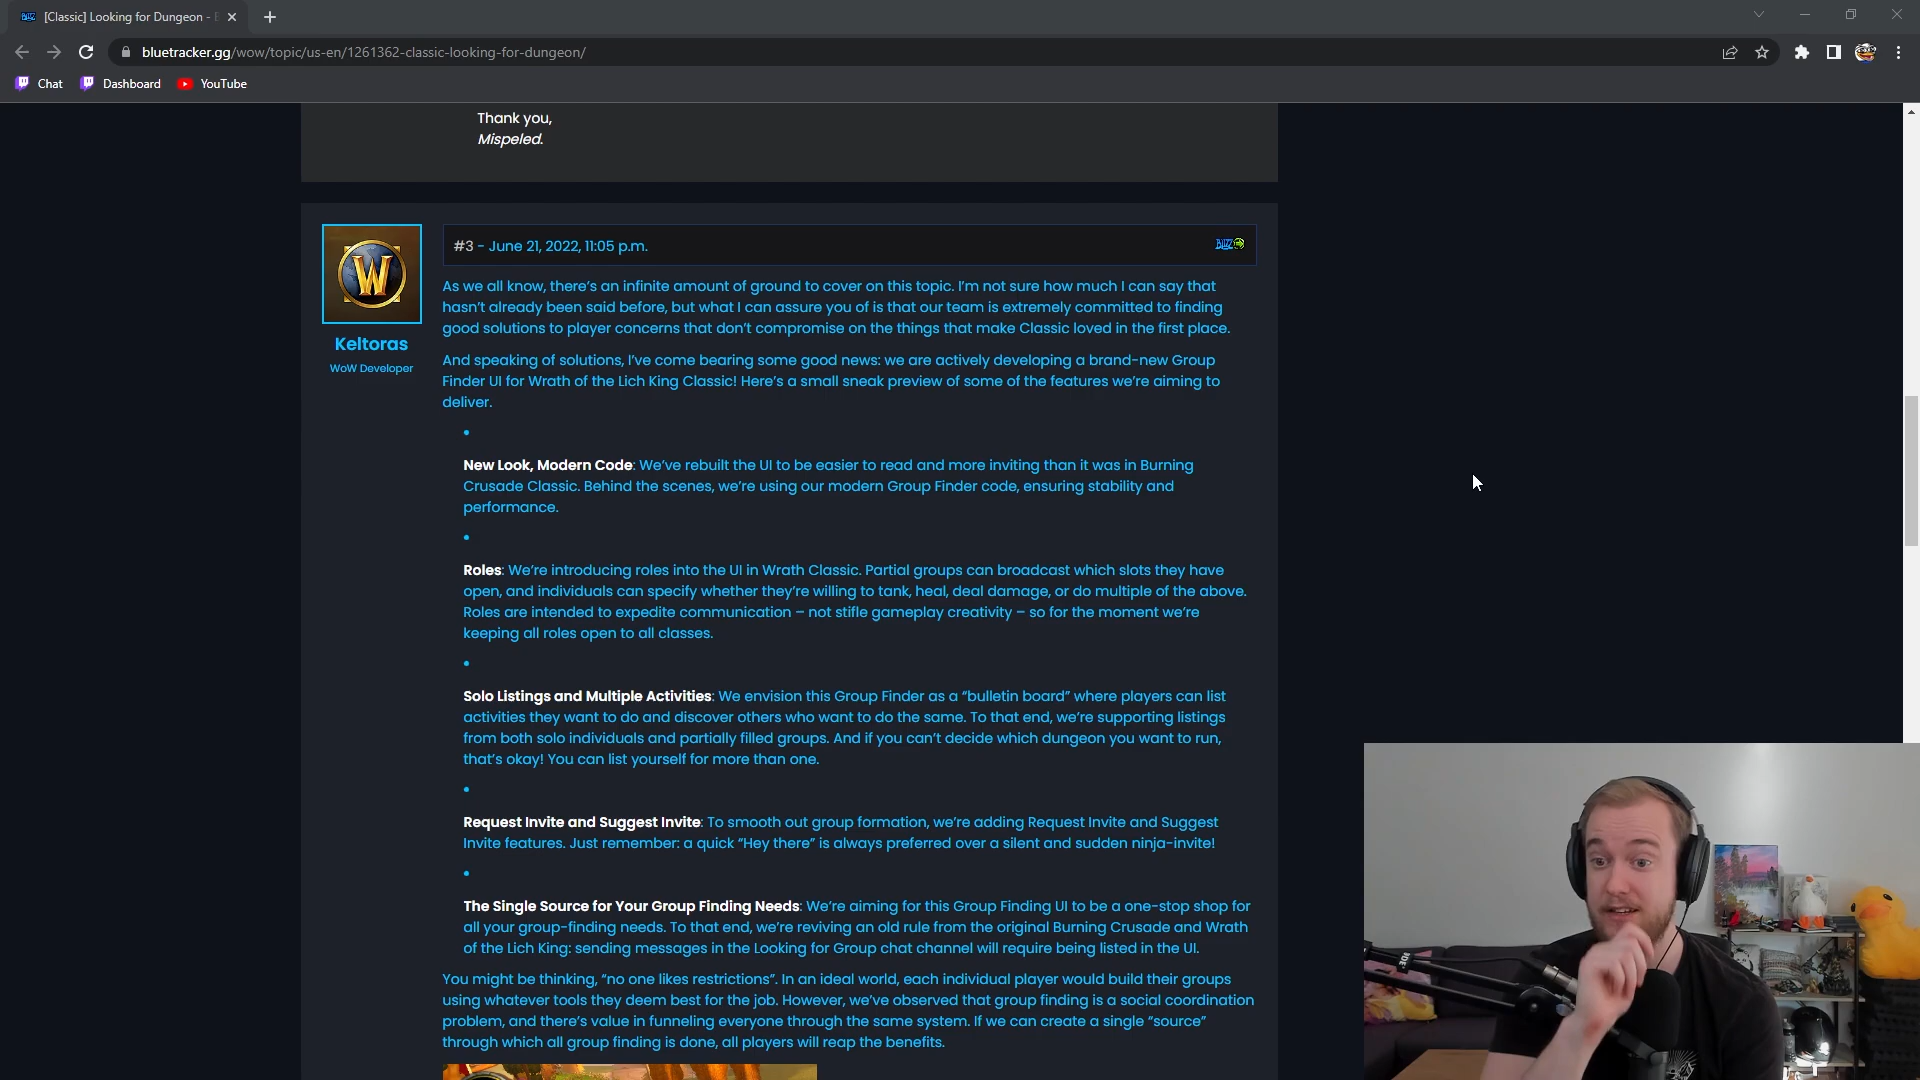 [Classic] Looking for Dungeon -
bluetracker.gg/wow/topic/us-en/1261362-classic-looking-for-dungeon/
Chat Dashboard YouTube
Thank you,
Mispeled.
Keltoras
WoW Developer
#3 - June 21, 2022, 11:05 p.m.
BLIZZ
As we all know, there’s an infinite amount of ground to cover on this topic. I’m not sure how much I can say that
hasn’t already been said before, but what I can assure you of is that our team is extremely committed to finding
good solutions to player concerns that don’t compromise on the things that make Classic loved in the first place.
And speaking of solutions, I’ve come bearing some good news: we are actively developing a brand-new Group
Finder UI for Wrath of the Lich King Classic! Here’s a small sneak preview of some of the features we’re aiming to
deliver.
New Look, Modern Code: We’ve rebuilt the UI to be easier to read and more inviting than it was in Burning
Crusade Classic. Behind the scenes, we’re using our modern Group Finder code, ensuring stability and
performance.
Roles: We’re introducing roles into the UI in Wrath Classic. Partial groups can broadcast which slots they have
open, and individuals can specify whether they’re willing to tank, heal, deal damage, or do multiple of the above.
Roles are intended to expedite communication – not stifle gameplay creativity – so for the moment we’re
keeping all roles open to all classes.
Solo Listings and Multiple Activities: We envision this Group Finder as a “bulletin board” where players can list
activities they want to do and discover others who want to do the same. To that end, we’re supporting listings
from both solo individuals and partially filled groups. And if you can’t decide which dungeon you want to run,
that’s okay! You can list yourself for more than one.
Request Invite and Suggest Invite: To smooth out group formation, we’re adding Request Invite and Suggest
Invite features. Just remember: a quick “Hey there” is always preferred over a silent and sudden ninja-invite!
The Single Source for Your Group Finding Needs: We’re aiming for this Group Finding UI to be a one-stop shop for
all your group-finding needs. To that end, we’re reviving an old rule from the original Burning Crusade and Wrath
of the Lich King: sending messages in the Looking for Group chat channel will require being listed in the UI.
You might be thinking, “no one likes restrictions”. In an ideal world, each individual player would build their groups
using whatever tools they deem best for the job. However, we’ve observed that group finding is a social coordination
problem, and there’s value in funneling everyone through the same system. If we can create a single “source”
through which all group finding is done, all players will reap the benefits.